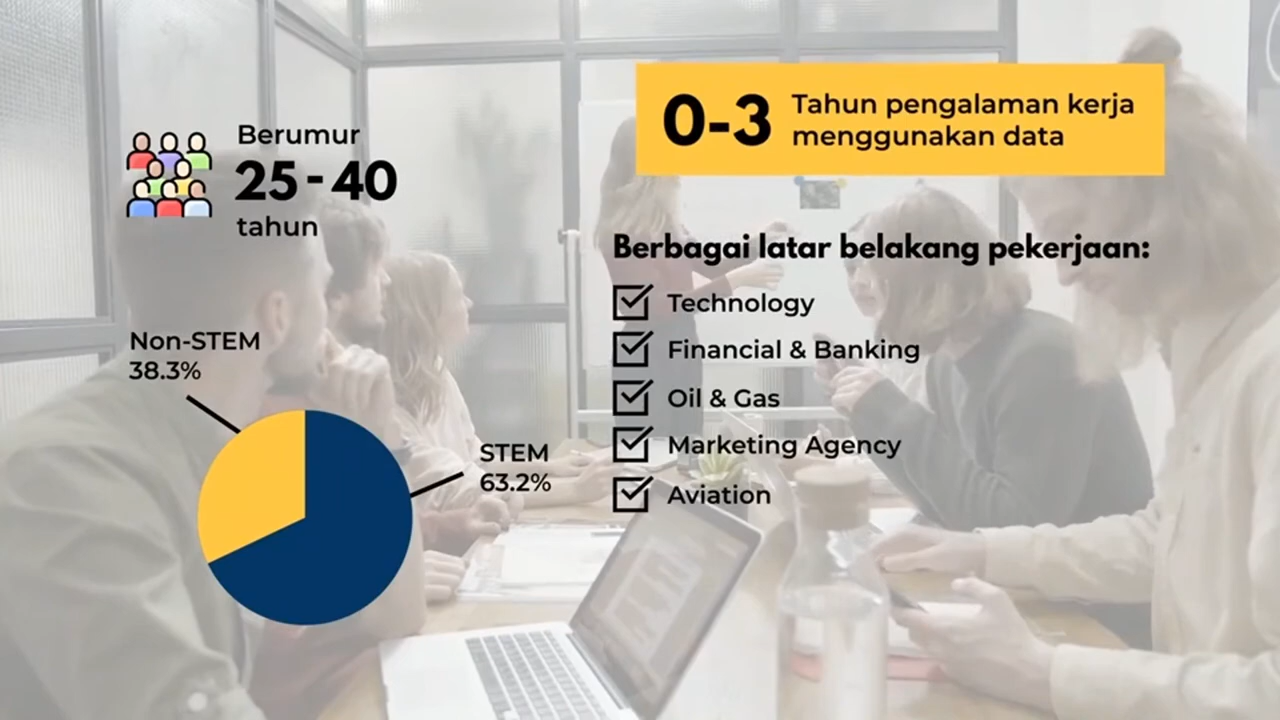 Berumur
25-40
tahun
Non-STEM
38.3%
STEM
63.2%
0-3
Tahun pengalaman kerja
menggunakan data
Berbagai latar belakang pekerjaan:
Technology
Financial & Banking
Oil & Gas
Marketing Agency
Aviation